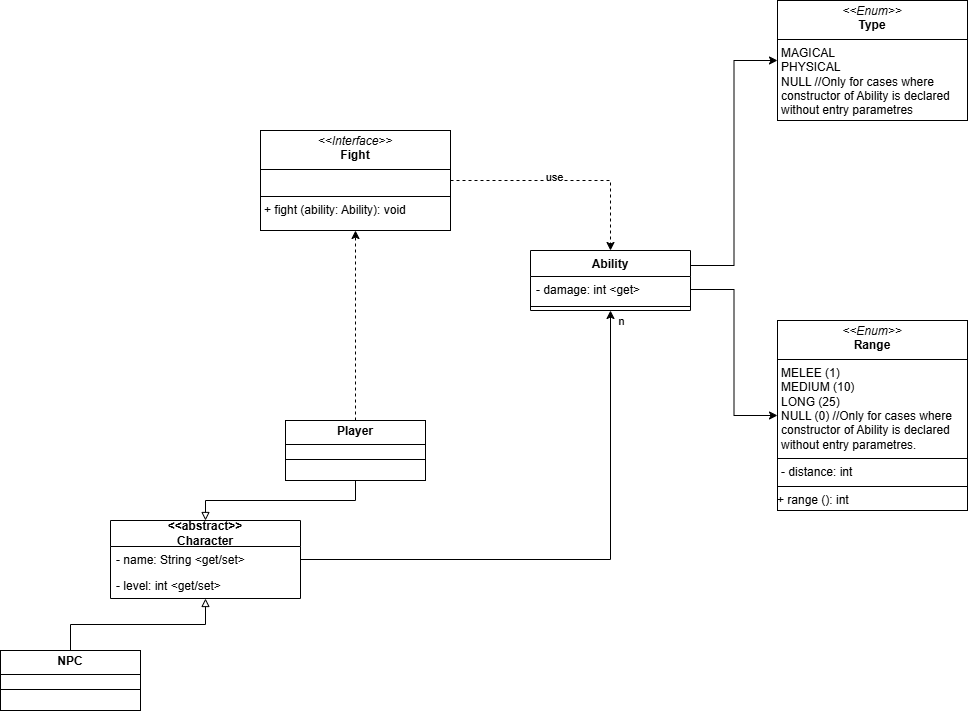 <<Enum>>
Type
MAGICAL
PHYSICAL
NULL //Only for cases where
constructor of Ability is declared
without entry parametres
<<Interface>>
Fight
+ fight (ability: Ability): void
use
Ability
- damage: int <get>
n
<<Enum>>
Range
MELEE (1)
MEDIUM (10)
LONG (25)
NULL (0) //Only for cases where
constructor of Ability is declared
without entry parametres.
- distance: int
+ range (): int
Player
<<abstract>>
Character
- name: String <get/set>
- level: int <get/set>
NPC